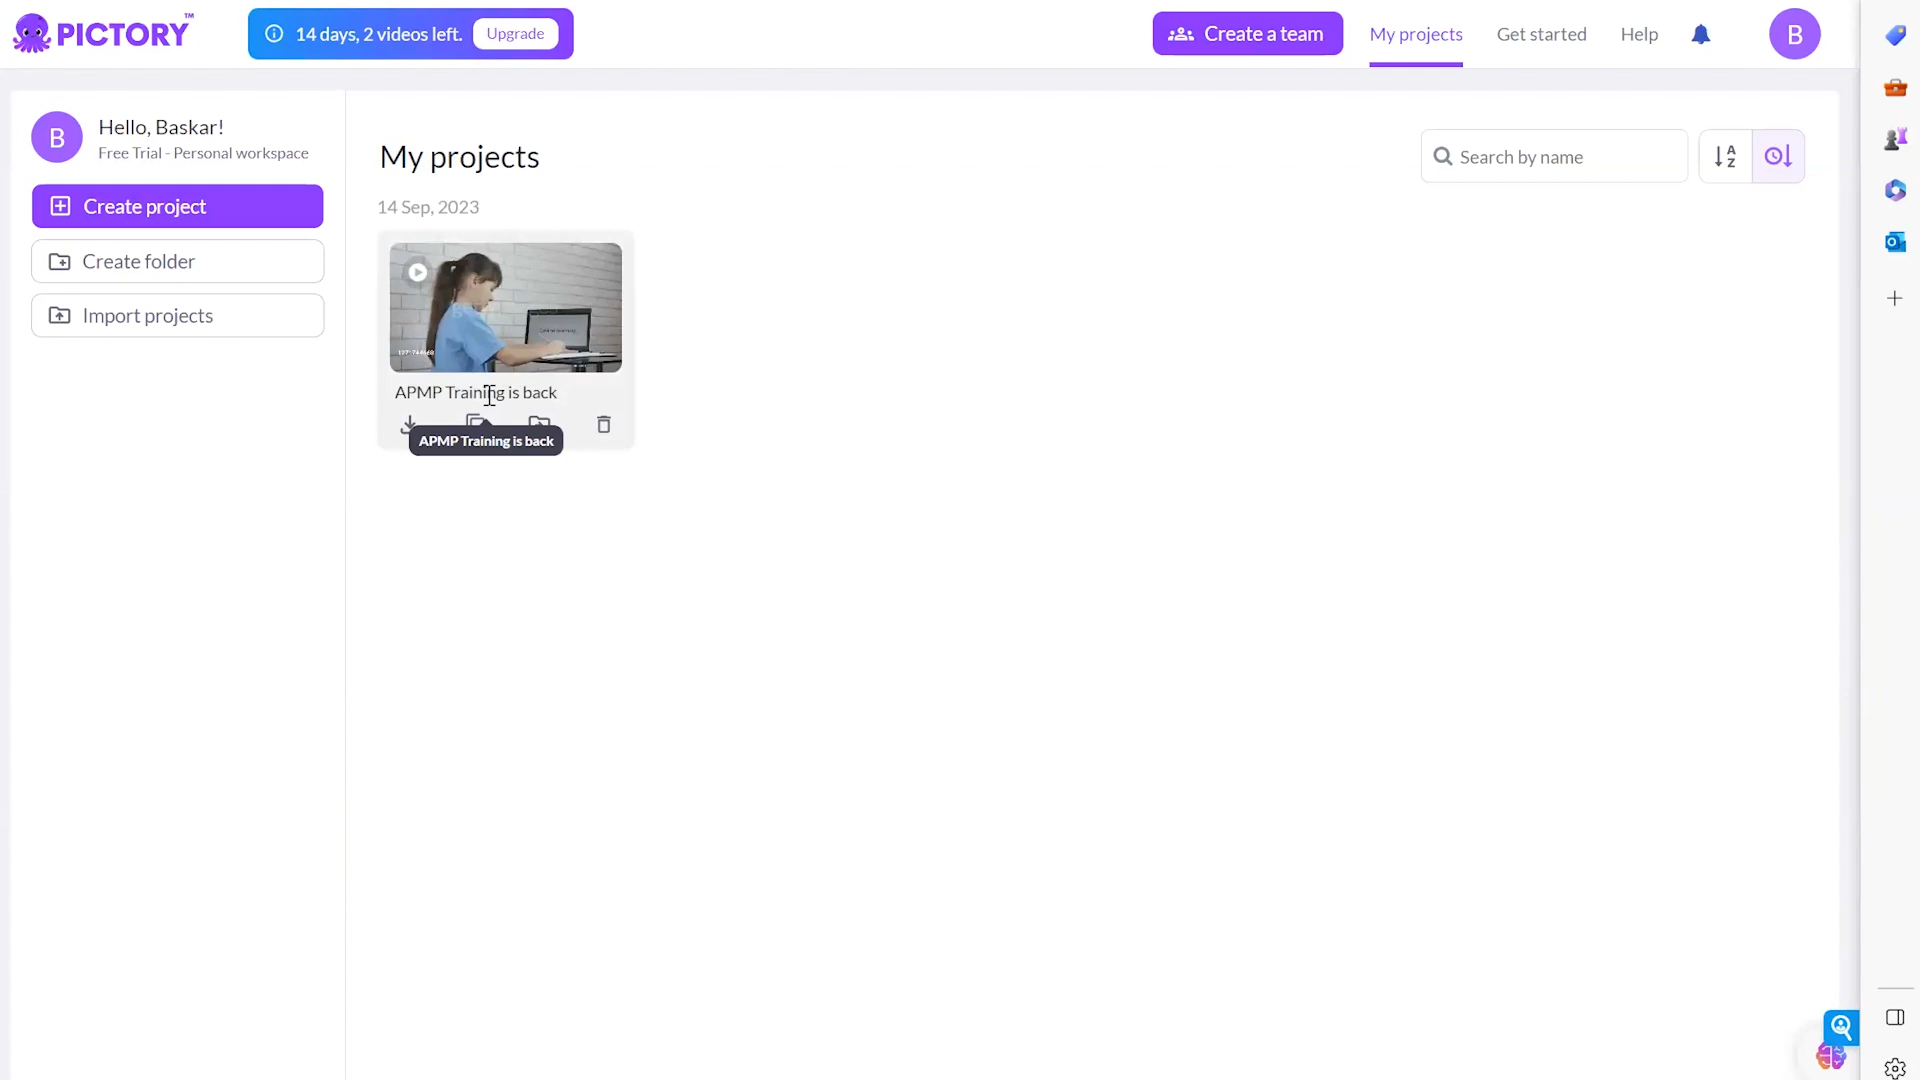 PICTORY™
14 days, 2 videos left. Upgrade
Create a team
My projects
Get started
Help
B
B
Hello, Baskar!
Free Trial - Personal workspace
Create project
Create folder
Import projects
My projects
Search by name
A
Z
14 Sep, 2023
APMP Training is back
APMP Training is back